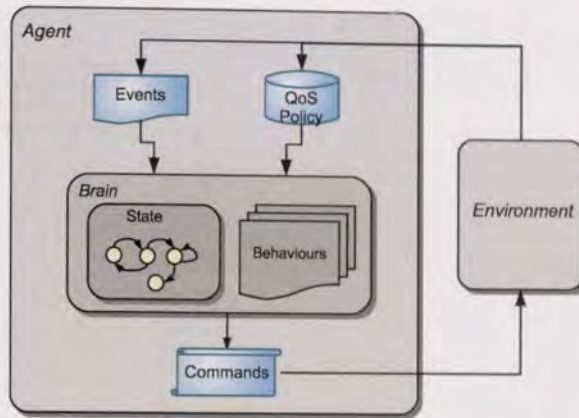 Agent
Events
QoS
Policy
Brain
State
Behaviours
Environment
Commands